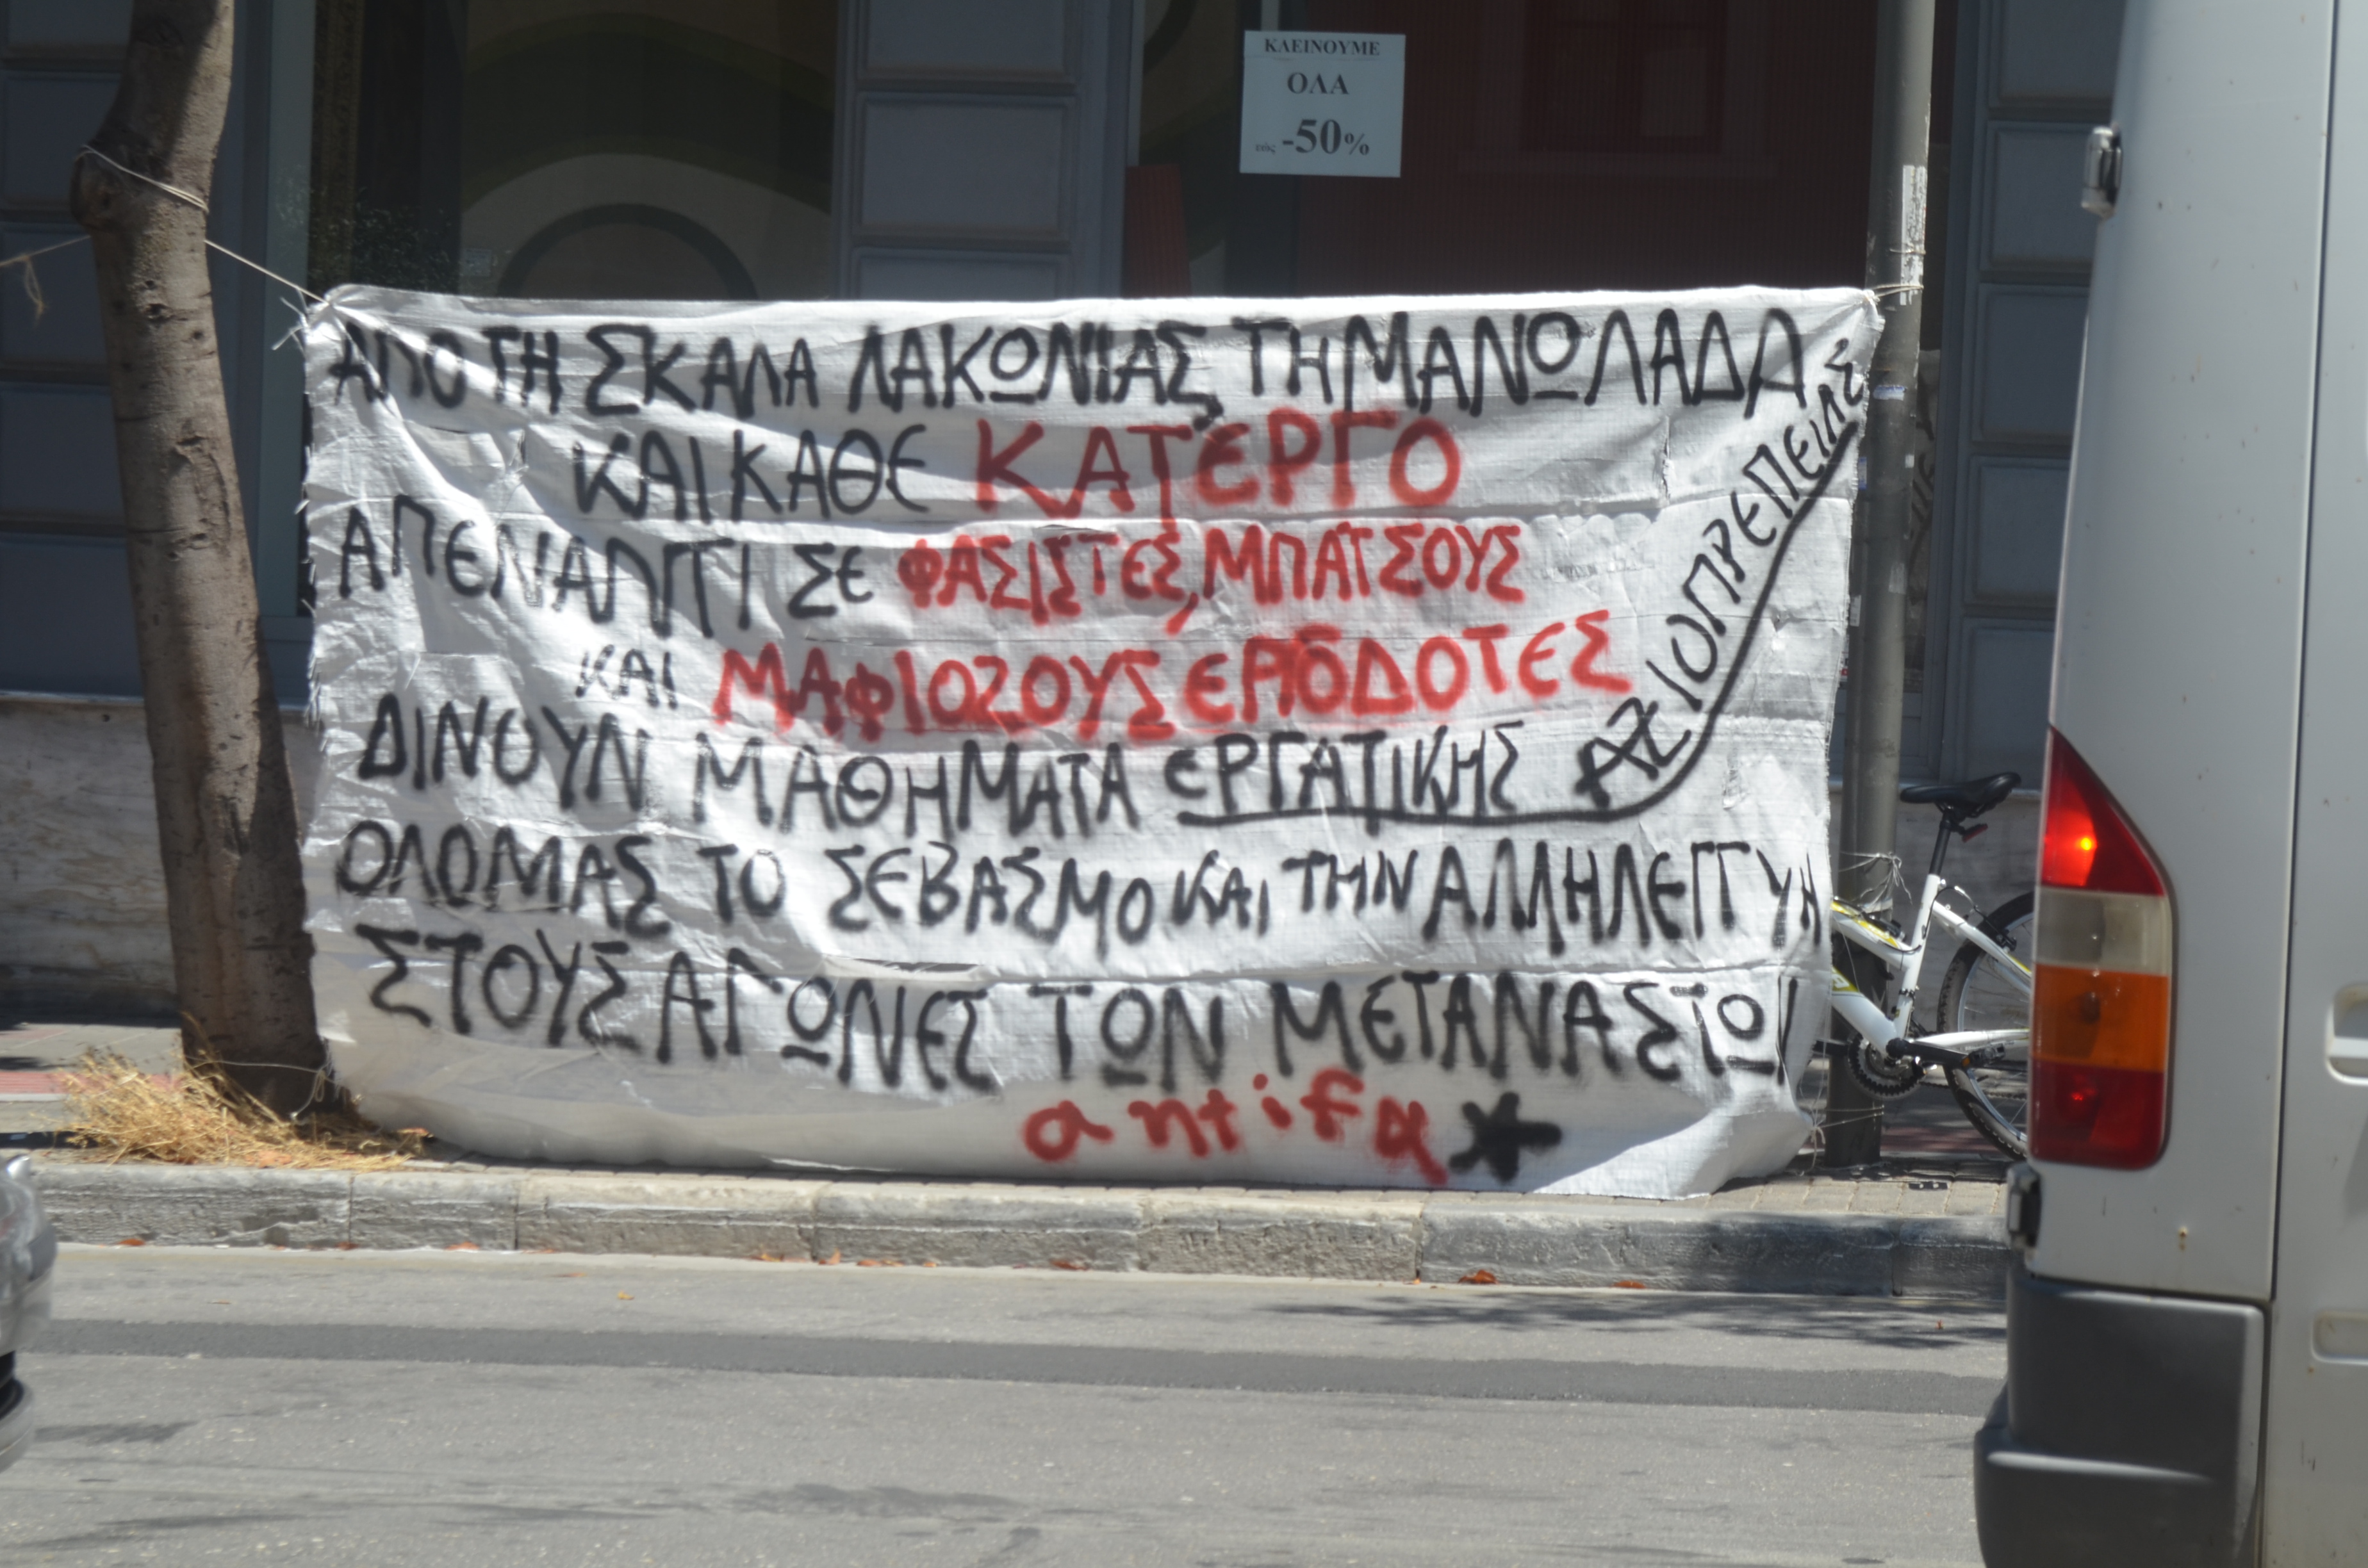 ΚΛΕΙΝΟΥΜΕ
ΟΛΑ
εώς -50%
ΑΠΟ ΤΗ ΣΚΑΛΑ ΛΑΚΩΝΙΑΣ ΤΗ ΜΑΝΩΛΑΔΑ
ΚΑΙ ΚΑΘΕ ΚΑΤΕΡΓΟ
ΑΠΕΝΑΝΤΙ ΣΕ ΦΑΣΙΣΤΕΣ, ΜΠΑΤΣΟΥΣ
ΚΑΙ ΜΑΦΙΟΖΟΥΣ ΕΡΓΟΔΟΤΕΣ
ΔΙΝΟΥΝ ΜΑΘΗΜΑΤΑ ΕΡΓΑΤΙΚΗΣ ΑΞΙΟΠΡΕΠΕΙΑΣ
ΟΛΟ ΜΑΣ ΤΟ ΣΕΒΑΣΜΟ ΚΑΙ ΤΗΝ ΑΛΛΗΛΕΓΓΥΗ
ΣΤΟΥΣ ΑΓΩΝΕΣ ΤΩΝ ΜΕΤΑΝΑΣΤΩΝ
antifa